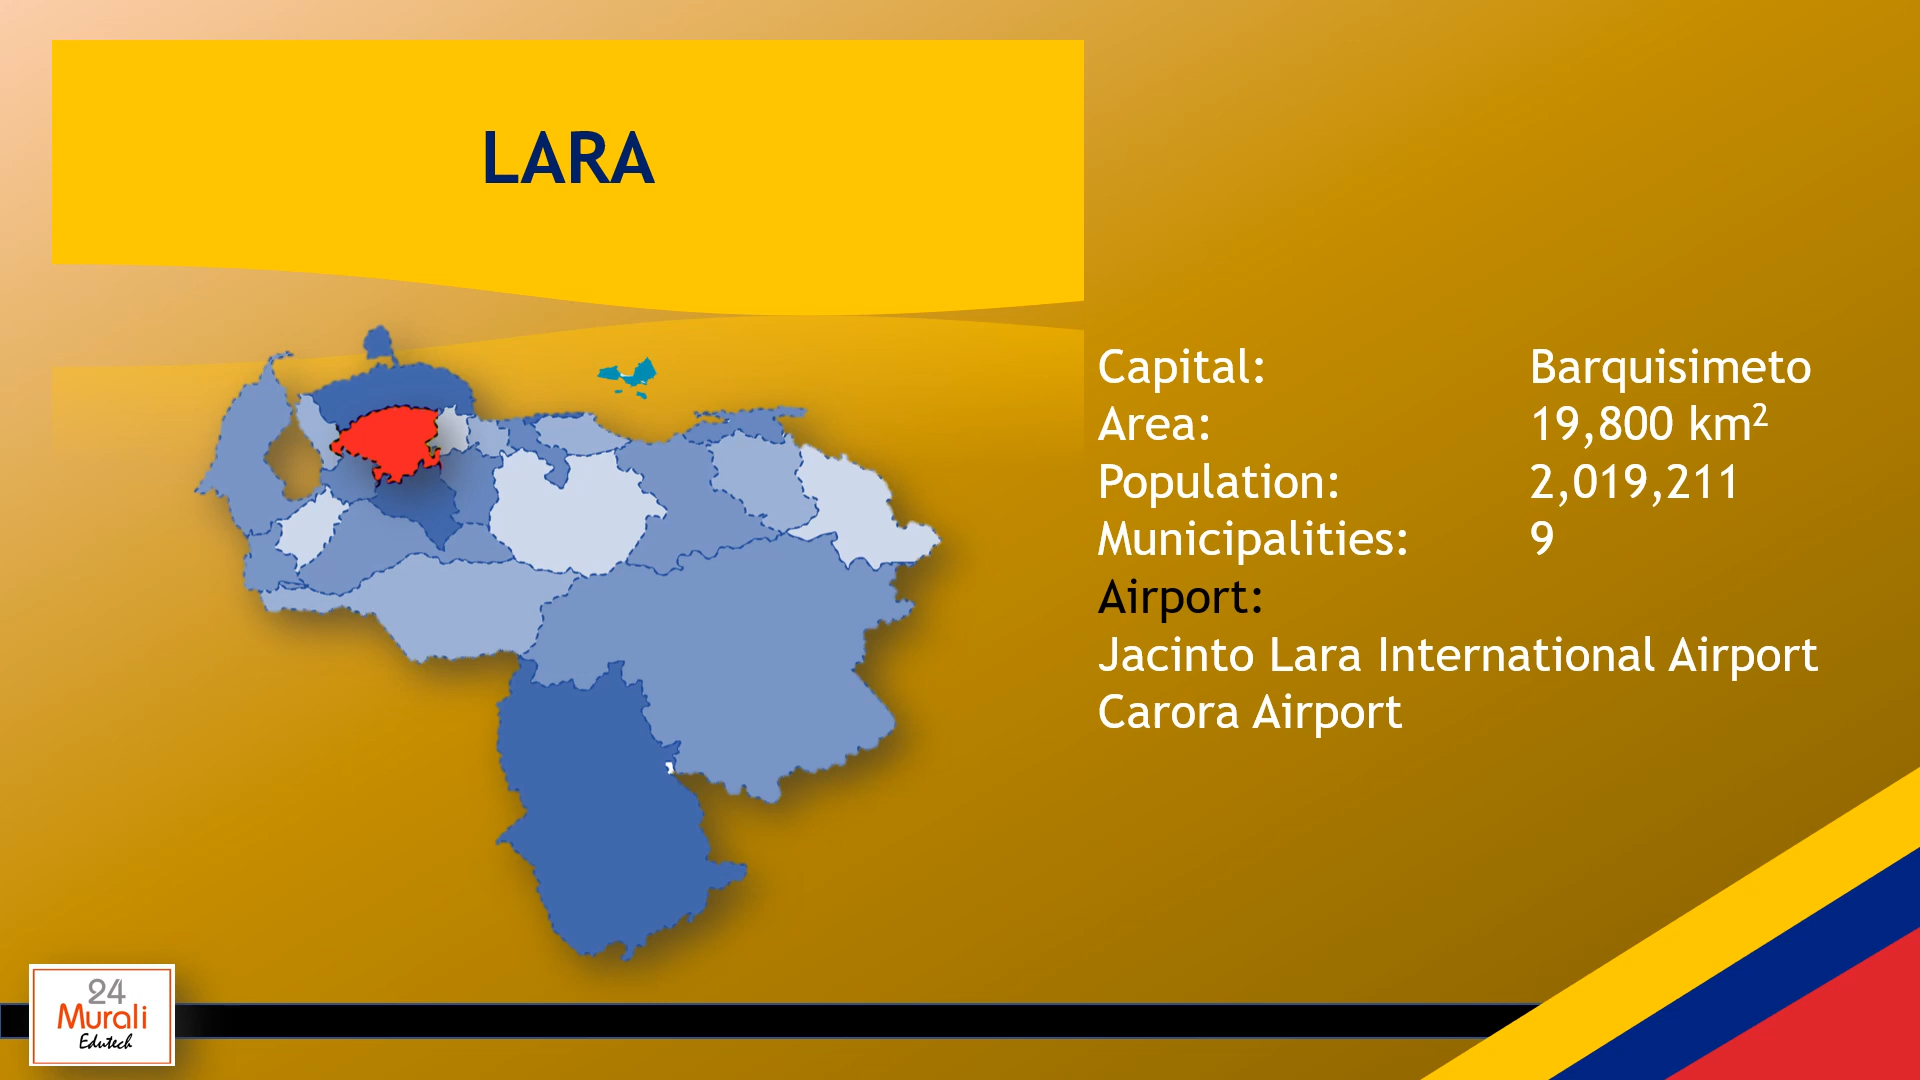 LARA
Capital: Barquisimeto
Area: 19,800 km²
Population: 2,019,211
Municipalities: 9
Airport:
Jacinto Lara International Airport
Carora Airport
24
Murali
Edutech